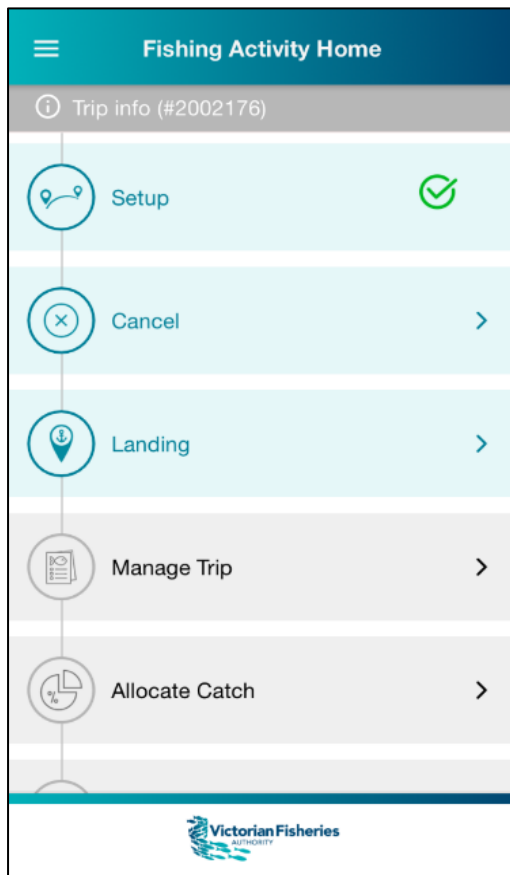 Fishing Activity Home
Trip info (#2002176)
Setup
Cancel
Landing
Manage Trip
%
Allocate Catch
Victorian Fisheries
AUTHORITY